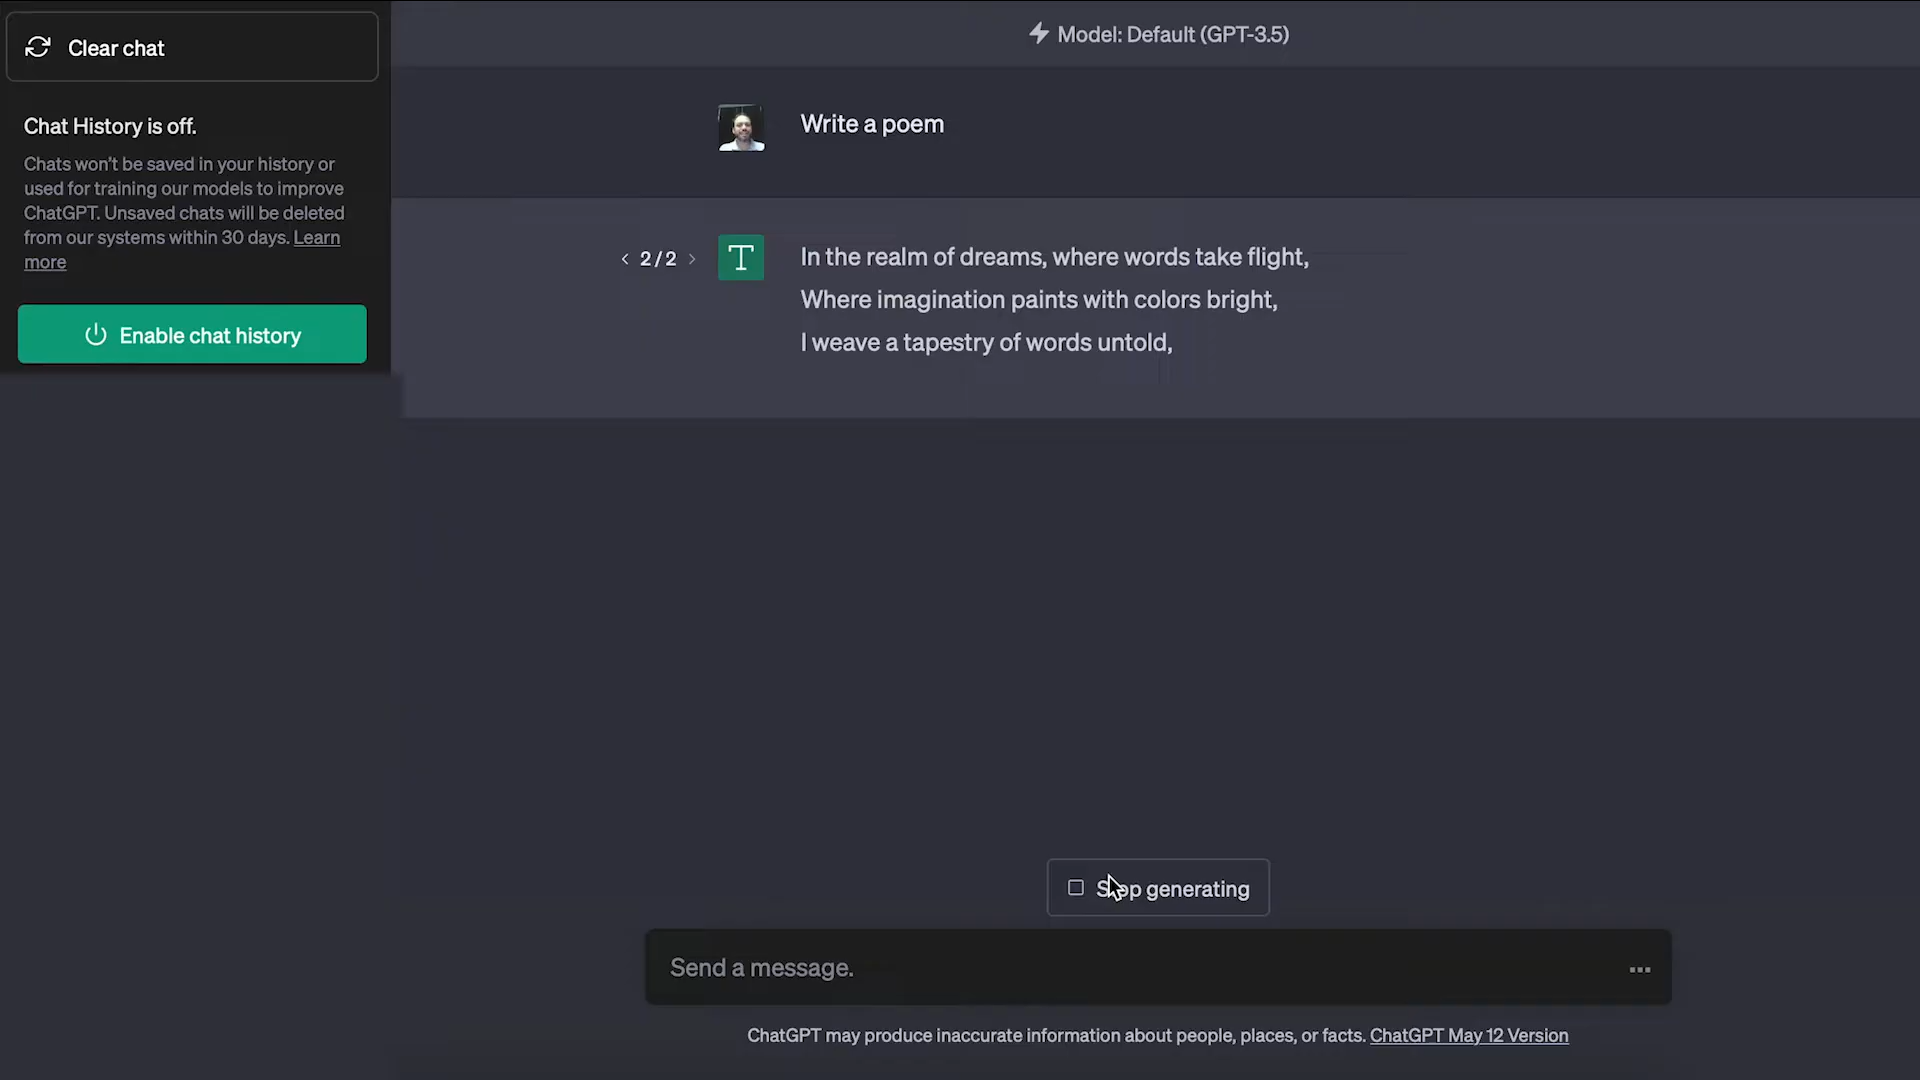 Clear chat
Chat History is off.
Chats won't be saved in your history or
used for training our models to improve
ChatGPT. Unsaved chats will be deleted
from our systems within 30 days. Learn
more
Enable chat history
Model: Default (GPT-3.5)
Write a poem
< 2 / 2 >
T
In the realm of dreams, where words take flight,
Where imagination paints with colors bright,
I weave a tapestry of words untold,
Stop generating
Send a message.
ChatGPT may produce inaccurate information about people, places, or facts. ChatGPT May 12 Version